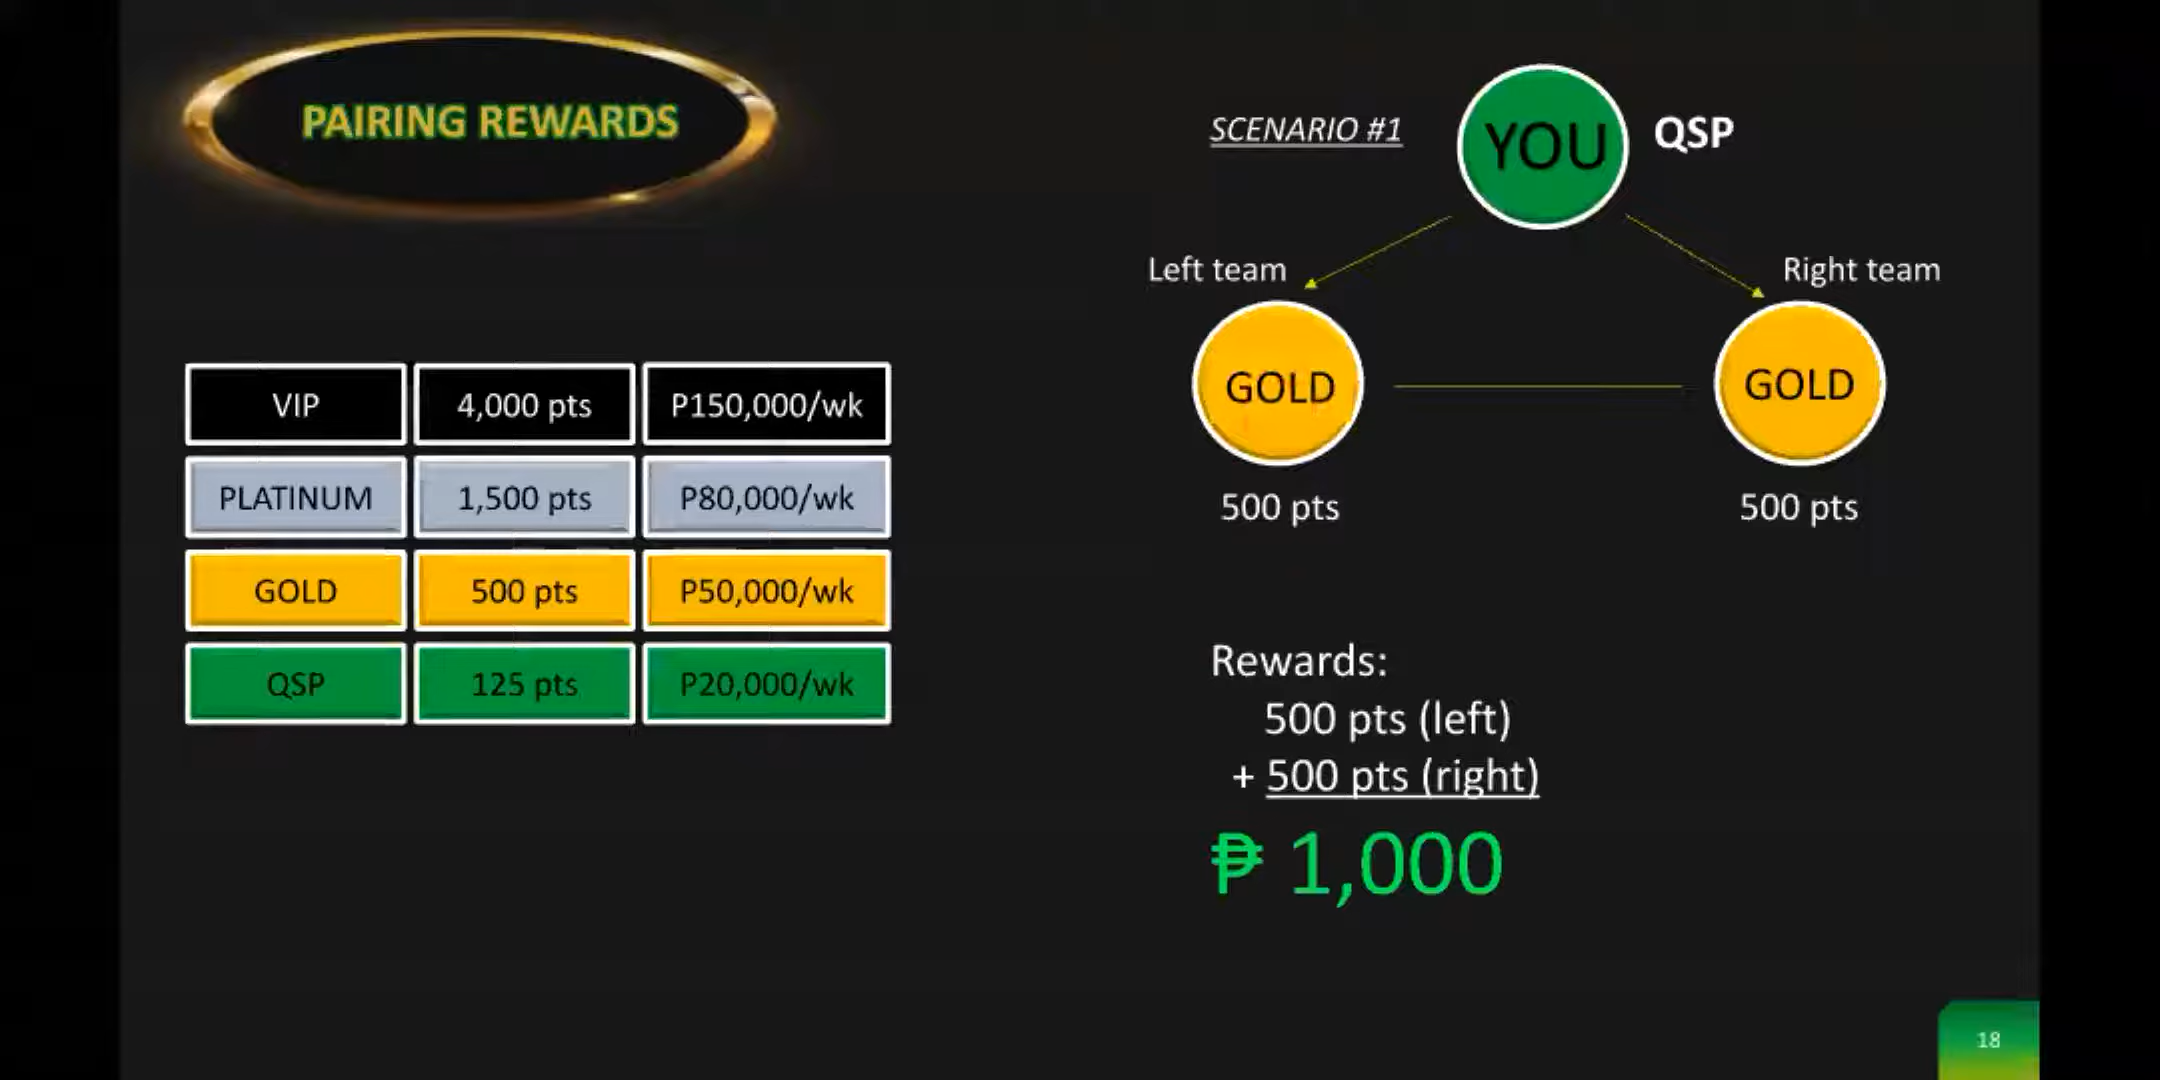 PAIRING REWARDS
SCENARIO #1
YOU
QSP
Left team
Right team
GOLD
GOLD
500 pts
500 pts
VIP 4,000 pts P150,000/wk
PLATINUM 1,500 pts P80,000/wk
GOLD 500 pts P50,000/wk
QSP 125 pts P20,000/wk
Rewards:
500 pts (left)
+ 500 pts (right)
₱ 1,000
18